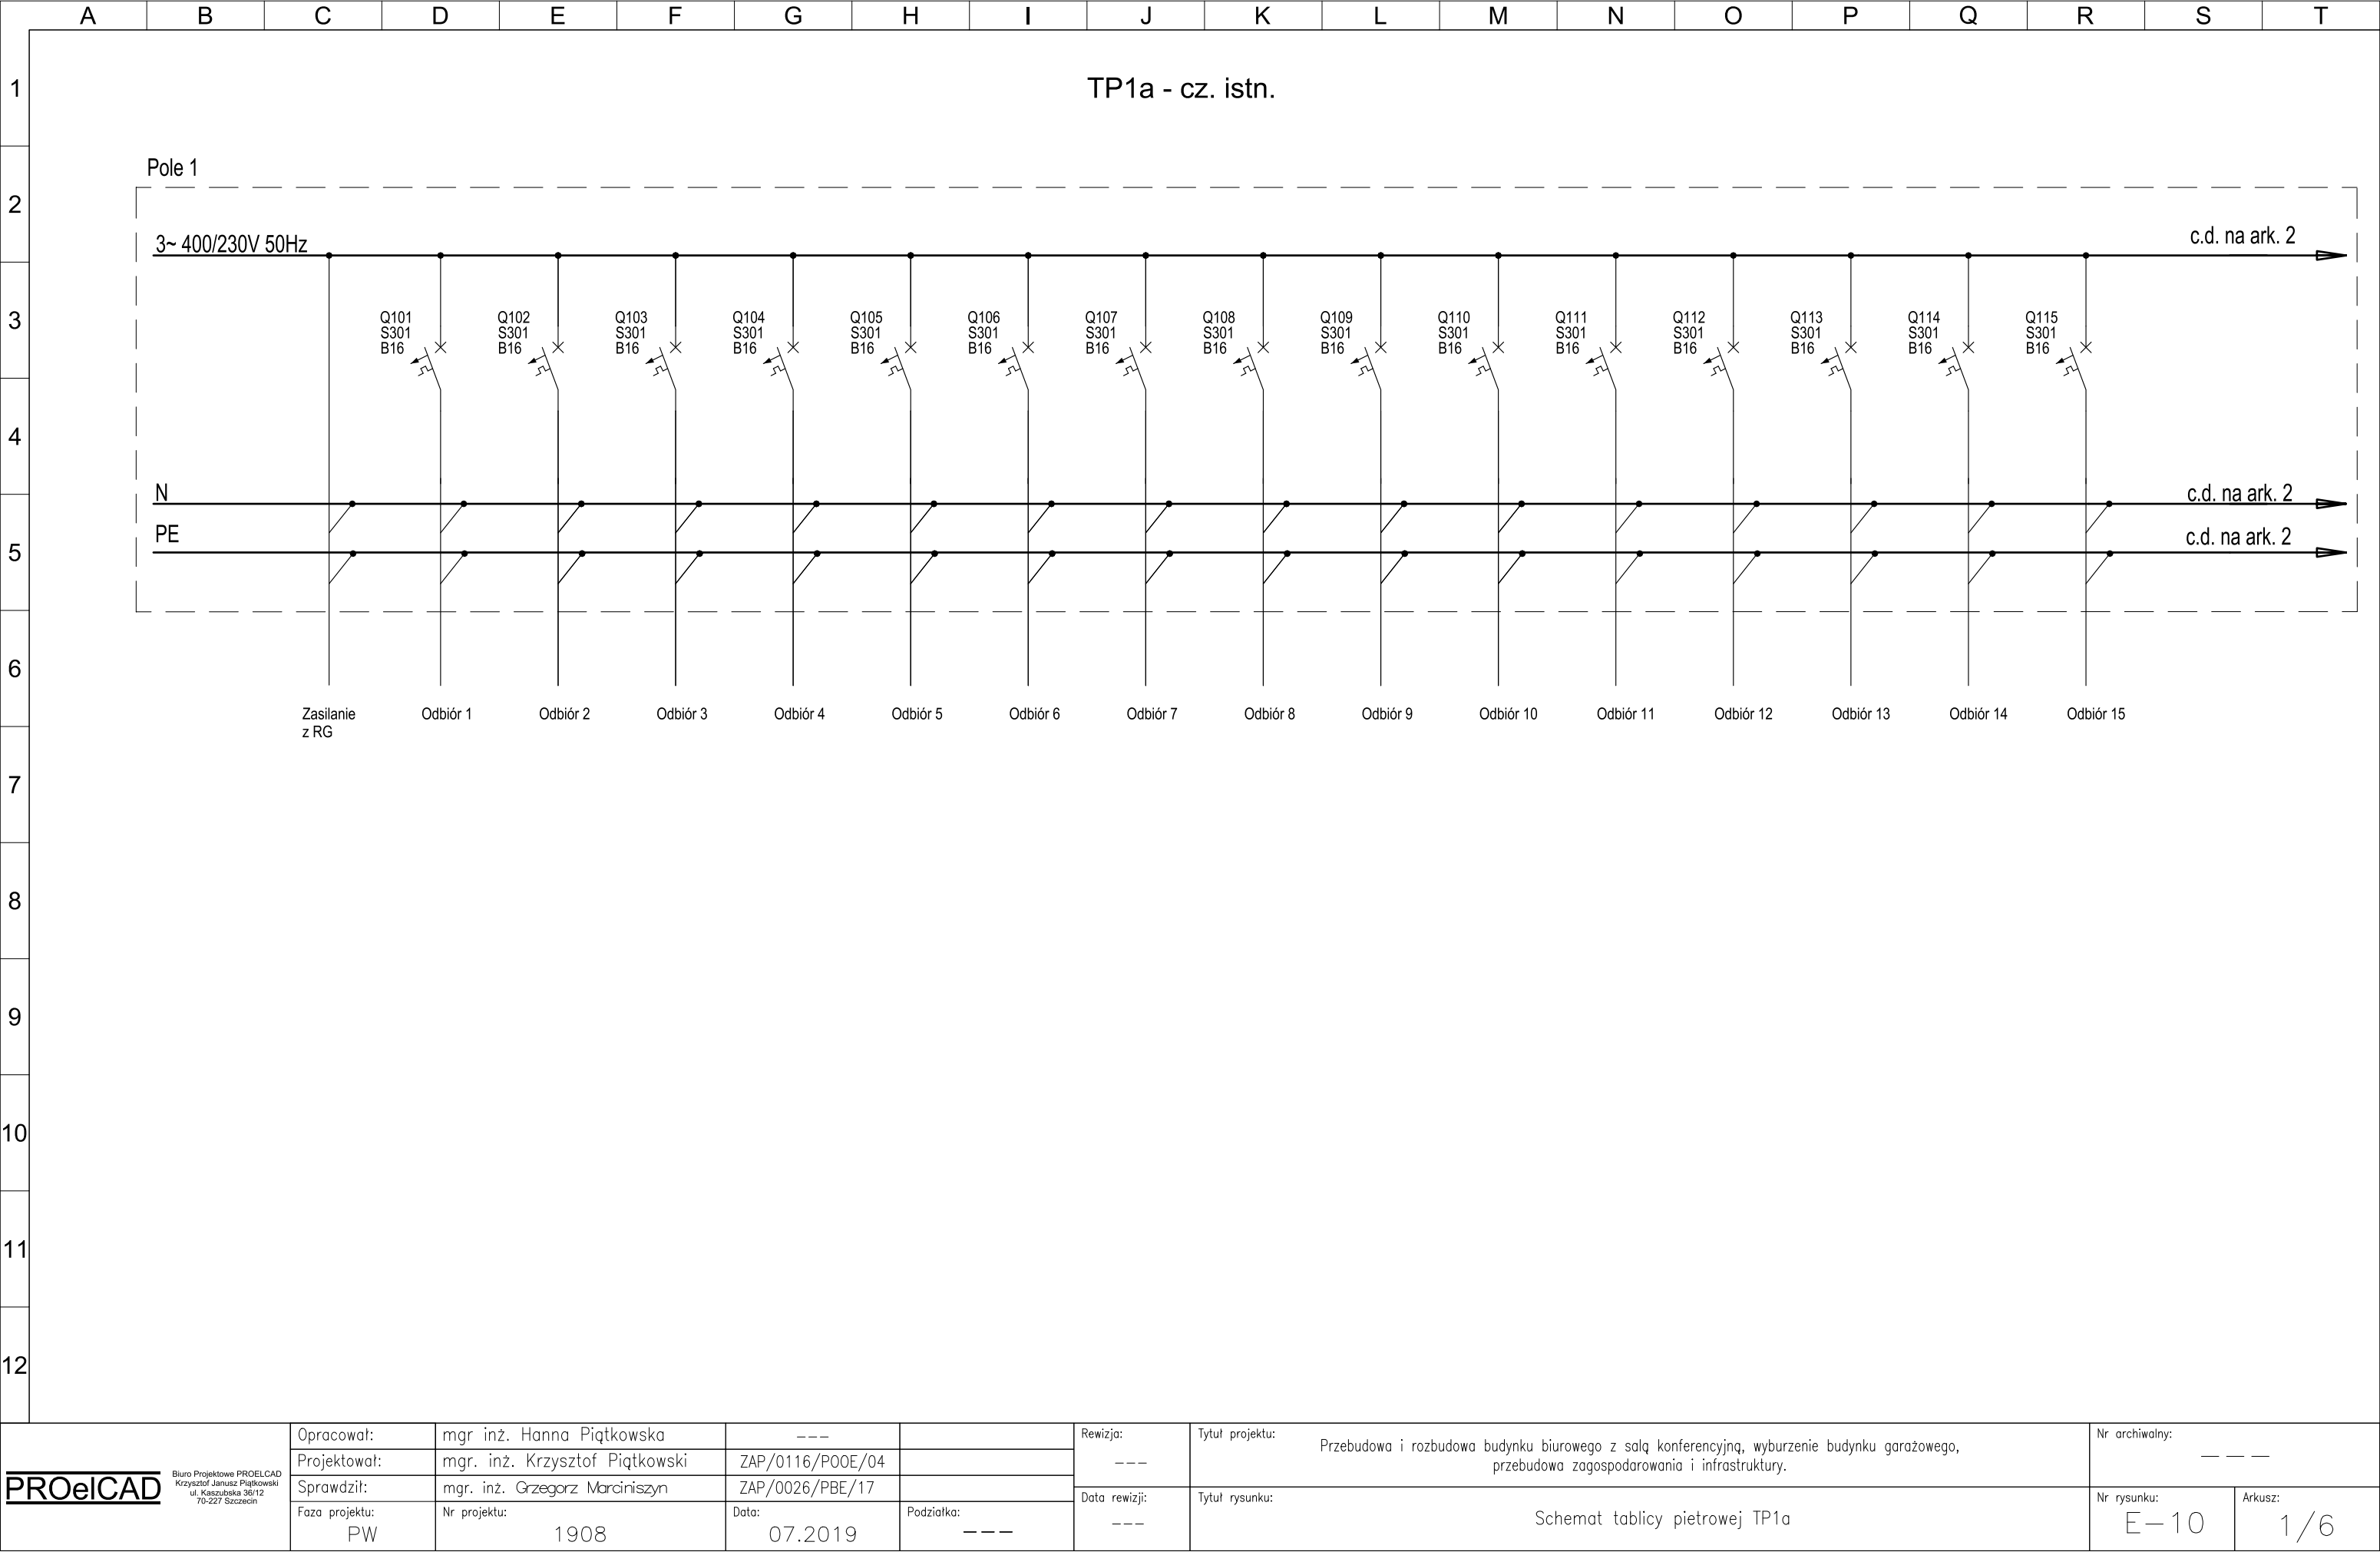 A B C D E F G H I J K L M N O P Q R S T
1
TP1a - cz. istn.
Pole 1
2
3~ 400/230V 50Hz
c.d. na ark. 2
3
Q101 Q102 Q103 Q104 Q105 Q106 Q107 Q108 Q109 Q110 Q111 Q112 Q113 Q114 Q115
S301 S301 S301 S301 S301 S301 S301 S301 S301 S301 S301 S301 S301 S301 S301
B16 B16 B16 B16 B16 B16 B16 B16 B16 B16 B16 B16 B16 B16 B16
4
N
c.d. na ark. 2
PE
c.d. na ark. 2
5
6
Zasilanie Odbiór 1 Odbiór 2 Odbiór 3 Odbiór 4 Odbiór 5 Odbiór 6 Odbiór 7 Odbiór 8 Odbiór 9 Odbiór 10 Odbiór 11 Odbiór 12 Odbiór 13 Odbiór 14 Odbiór 15
z RG
7
8
9
10
11
12
PROelCAD
Biuro Projektowe PROELCAD
Krzysztof Janusz Piątkowski
ul. Kaszubska 36/12
70-227 Szczecin
Opracował: mgr inż. Hanna Piątkowska ---
Projektował: mgr. inż. Krzysztof Piątkowski ZAP/0116/POOE/04
Sprawdził: mgr. inż. Grzegorz Marciniszyn ZAP/0026/PBE/17
Faza projektu: Nr projektu: Data: Podziałka:
PW 1908 07.2019 ---
Rewizja:
---
Data rewizji:
---
Tytuł projektu:
Przebudowa i rozbudowa budynku biurowego z salą konferencyjną, wyburzenie budynku garażowego,
przebudowa zagospodarowania i infrastruktury.
Tytuł rysunku:
Schemat tablicy pietrowej TP1a
Nr archiwalny:
---
Nr rysunku: Arkusz:
E-10 1/6